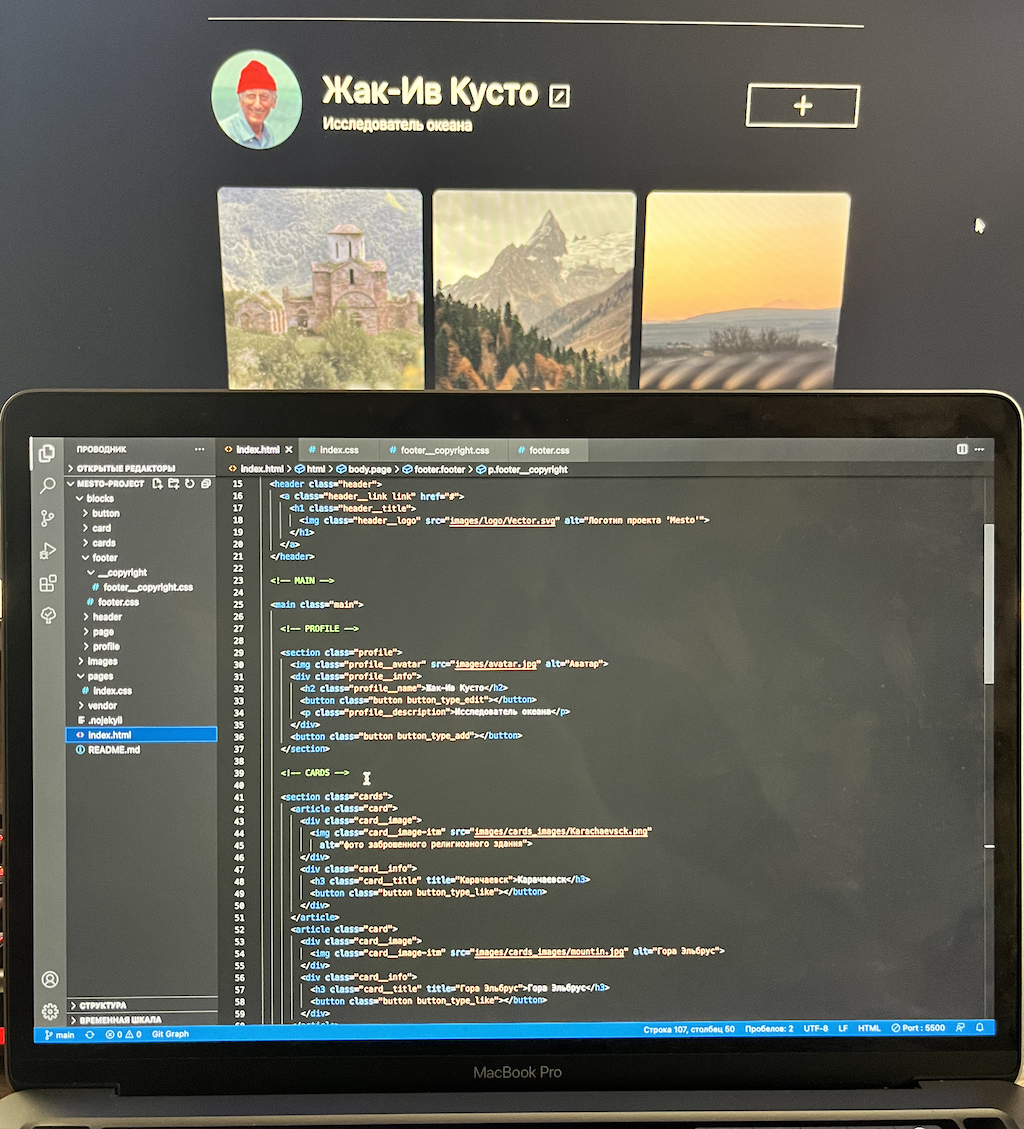 Жак-Ив Кусто
Исследователь океана
+
ПРОВОДНИК
ОТКРЫТЫЕ РЕДАКТОРЫ
MESTO-PROJECT
blocks
button
card
cards
footer
__copyright
# footer__copyright.css
# footer.css
header
page
profile
images
pages
# index.css
vendor
.nojekyll
index.html
README.md
СТРУКТУРА
ВРЕМЕННАЯ ШКАЛА
index.html # index.css # footer__copyright.css # footer.css
index.html > html > body.page > footer.footer > p.footer__copyright
15 <header class="header">
16 <a class="header__link link" href="#">
17 <h1 class="header__title">
18 <img class="header__logo" src="images/logo/Vector.svg" alt="Логотип проекта 'Mesto'">
19 </h1>
20 </a>
21 </header>
22
23 <!-- MAIN -->
24
25 <main class="main">
26
27 <!-- PROFILE -->
28
29 <section class="profile">
30 <img class="profile__avatar" src="images/avatar.jpg" alt="Аватар">
31 <div class="profile__info">
32 <h2 class="profile__name">Жак-Ив Кусто</h2>
33 <button class="button button_type_edit"></button>
34 <p class="profile__description">Исследователь океана</p>
35 </div>
36 <button class="button button_type_add"></button>
37 </section>
38
39 <!-- CARDS -->
40
41 <section class="cards">
42 <article class="card">
43 <div class="card__image">
44 <img class="card__image-itm" src="images/cards_images/Karachaevsck.png"
45 alt="фото заброшенного религиозного здания">
46 </div>
47 <div class="card__info">
48 <h3 class="card__title" title="Карачаевск">Карачаевск</h3>
49 <button class="button button_type_like"></button>
50 </div>
51 </article>
52 <article class="card">
53 <div class="card__image">
54 <img class="card__image-itm" src="images/cards_images/mountin.jpg" alt="Гора Эльбрус">
55 </div>
56 <div class="card__info">
57 <h3 class="card__title" title="Гора Эльбрус">Гора Эльбрус</h3>
58 <button class="button button_type_like"></button>
59 </div>
main 0 0 Git Graph Строка 107, столбец 50 Пробелов: 2 UTF-8 LF HTML Port : 5500
MacBook Pro